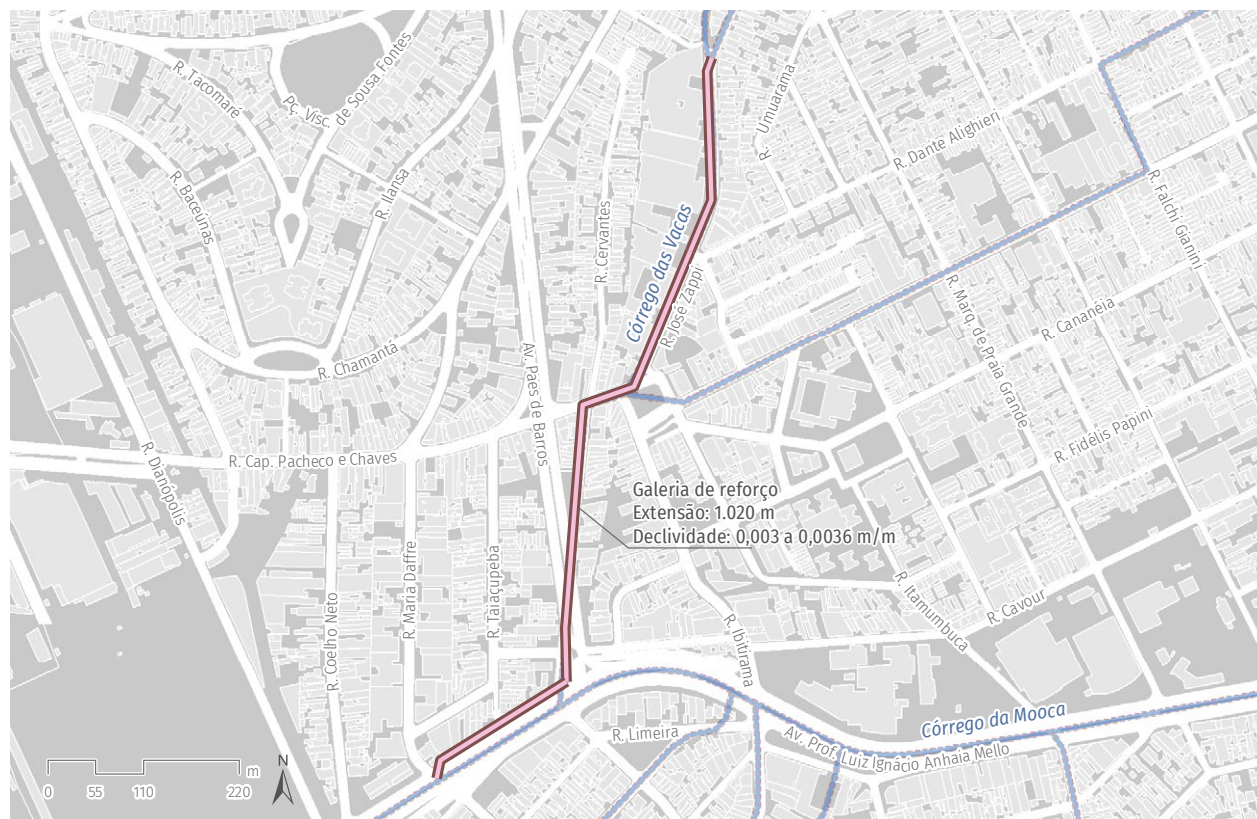 R. Tacomaré
Pç. Visc. de Sousa Fontes
R. Baceúnas
R. Ilansa
R. Chamantá
R. Dianópolis
R. Cap. Pacheco e Chaves
R. Coelho Neto
R. Maria Daffre
R. Taiaçupeba
Av. Paes de Barros
R. Cervantes
Córrego das Vacas
R. José Zappi
R. Umuarama
R. Dante Alighieri
R. Falchi Gianini
R. Marq. de Praia Grande
R. Cananéia
R. Fidélis Papini
Galeria de reforço
Extensão: 1.020 m
Declividade: 0,003 a 0,0036 m/m
R. Itamumbuca
R. Cavour
R. Ibitirama
R. Limeira
Córrego da Mooca
Av. Prof. Luiz Ignácio Anhaia Mello
0 55 110 220 m
N